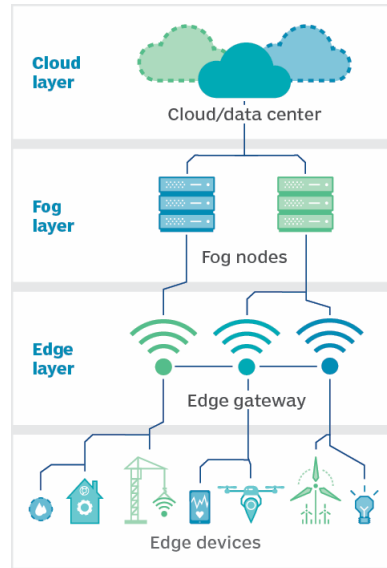 Cloud
layer
Cloud/data center
Fog
layer
Fog nodes
Edge
layer
Edge gateway
Edge devices